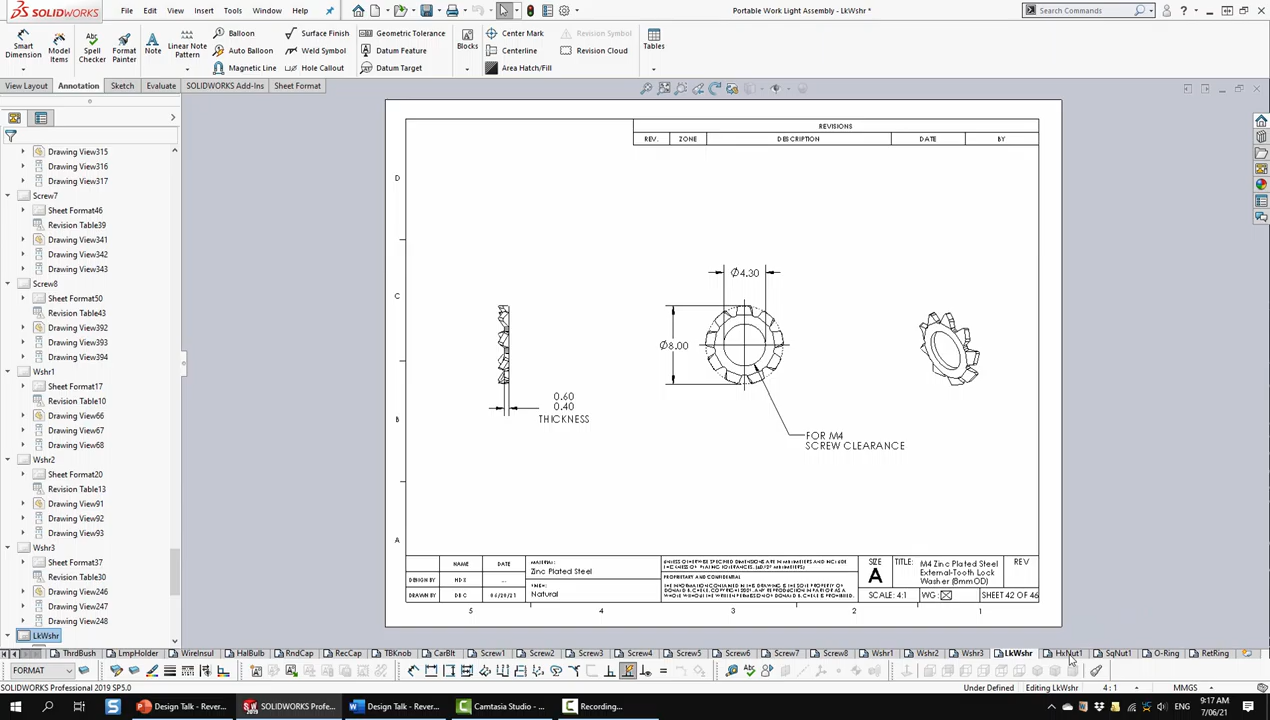 SOLIDWORKS
File
Edit
View
Insert
Tools
Window
Help
Portable Work Light Assembly - LkWshr *
Search Commands
Smart
Dimension
Model
Items
Spell
Checker
Format
Painter
Note
Linear Note
Pattern
Balloon
Auto Balloon
Magnetic Line
Surface Finish
Weld Symbol
Hole Callout
Geometric Tolerance
Datum Feature
Datum Target
Blocks
Center Mark
Centerline
Area Hatch/Fill
Revision Symbol
Revision Cloud
Tables
View Layout
Annotation
Sketch
Evaluate
SOLIDWORKS Add-Ins
Sheet Format
Drawing View315
Drawing View316
Drawing View317
Screw7
Sheet Format46
Revision Table39
Drawing View341
Drawing View342
Drawing View343
Screw8
Sheet Format50
Revision Table43
Drawing View392
Drawing View393
Drawing View394
Wshr1
Sheet Format17
Revision Table10
Drawing View66
Drawing View67
Drawing View68
Wshr2
Sheet Format20
Revision Table13
Drawing View91
Drawing View92
Drawing View93
Wshr3
Sheet Format37
Revision Table30
Drawing View246
Drawing View247
Drawing View248
LkWshr
REVISIONS
REV.
ZONE
DESCRIPTION
DATE
BY
D
C
B
A
Ø4.30
Ø8.00
0.60
0.40
THICKNESS
FOR M4
SCREW CLEARANCE
NAME
DATE
DESIGN BY
HDX
...
DRAWN BY
DBC
MATERIAL:
Zinc Plated Steel
FINISH:
Natural
PROPRIETARY AND CONFIDENTIAL
SIZE
A
TITLE:
M4 Zinc Plated Steel
External-Tooth Lock
Washer (8mmOD)
REV
SCALE: 4:1
WG :
SHEET 42 OF 46
5
4
3
2
1
ThrdBush
LmpHolder
WireInsul
HalBulb
RndCap
RecCap
TBKnob
CarBlt
Screw1
Screw2
Screw3
Screw4
Screw5
Screw6
Screw7
Screw8
Wshr1
Wshr2
Wshr3
LkWshr
HxNut1
SqNut1
O-Ring
RetRing
FORMAT
SOLIDWORKS Professional 2019 SP5.0
Under Defined
Editing LkWshr
4 : 1
MMGS
Design Talk - Rever...
SOLIDWORKS Profe...
Design Talk - Rever...
Camtasia Studio - ...
Recording...
9:17 AM
7/06/21